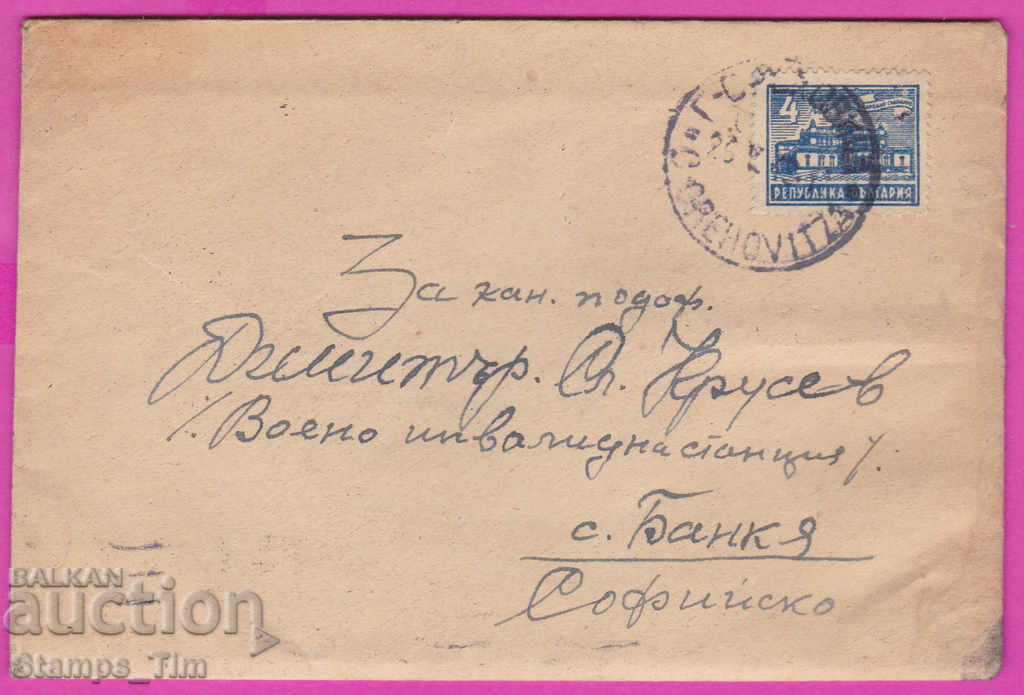 4
РЕПУБЛИКА БЪЛГАРИЯ
За кан. подоф.
Димитър. Ст. Крусев
/. Военно инвалидна станция /.
с. Банкя
Софийско
BALKAN
auction
Stamps_Tim